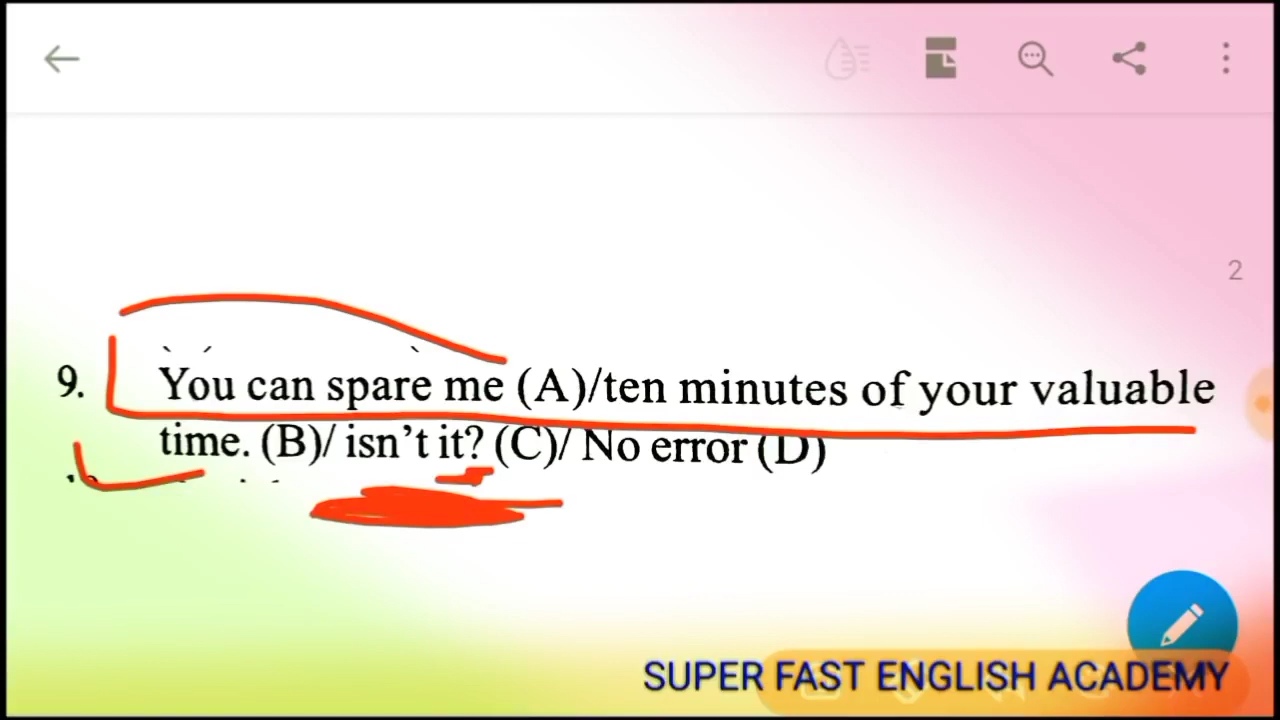 2
9. You can spare me (A)/ten minutes of your valuable
time. (B)/ isn't it? (C)/ No error (D)
SUPER FAST ENGLISH ACADEMY